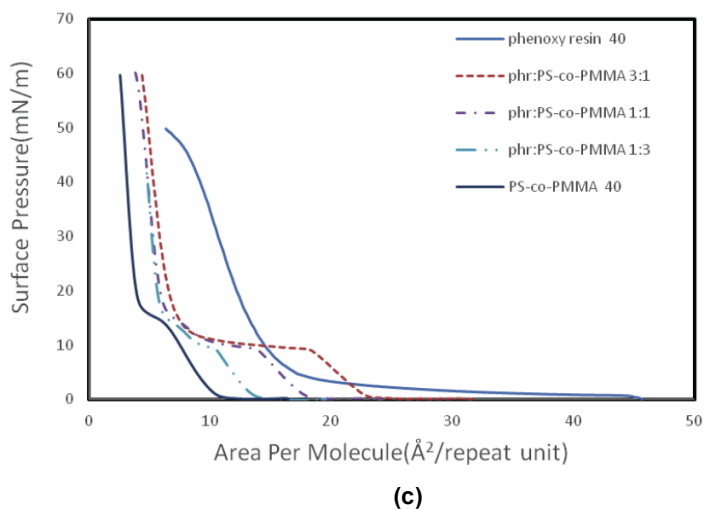 70
60
50
40
30
20
10
0
Surface Pressure(mN/m)
phenoxy resin 40
phr:PS-co-PMMA 3:1
phr:PS-co-PMMA 1:1
phr:PS-co-PMMA 1:3
PS-co-PMMA 40
0 10 20 30 40 50
Area Per Molecule(Å²/repeat unit)
(c)